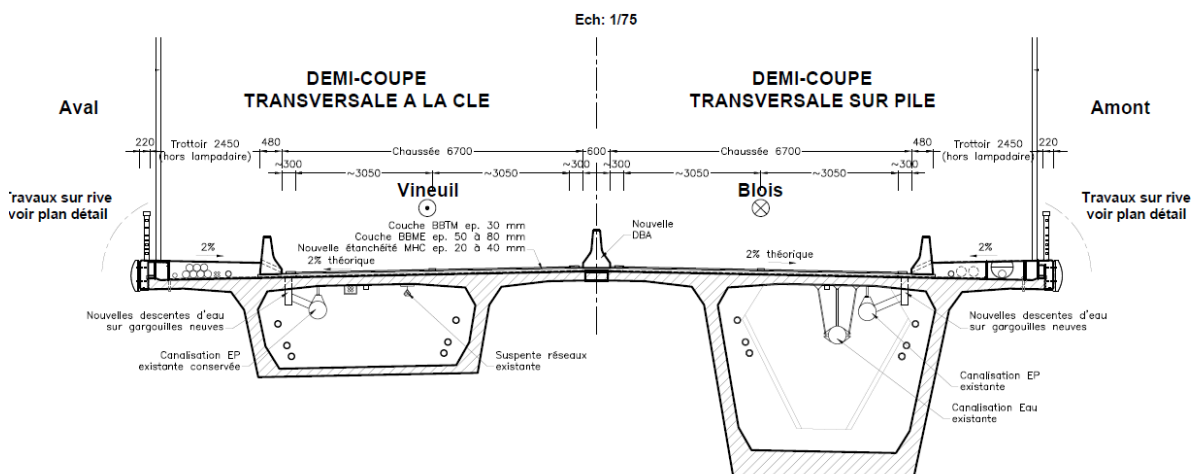 Ech: 1/75
DEMI-COUPE
TRANSVERSALE A LA CLE
DEMI-COUPE
TRANSVERSALE SUR PILE
Aval
Amont
220
Trottoir 2450
(hors lampadaire)
480
Chaussée 6700
600
Chaussée 6700
480
Trottoir 2450
(hors lampadaire)
220
~300
~3050
~3050
~300
~300
~3050
~3050
~300
Vineuil
Blois
Travaux sur rive
voir plan détail
Travaux sur rive
voir plan détail
Couche BBTM ep. 30 mm
Couche BBME ep. 50 à 80 mm
Nouvelle étanchéité MHC ep. 20 à 40 mm
Nouvelle
DBA
2%
2% théorique
2% théorique
2%
Nouvelles descentes d'eau
sur gargouilles neuves
Nouvelles descentes d'eau
sur gargouilles neuves
Canalisation EP
existante conservée
Suspente réseaux
existante
Canalisation EP
existante
Canalisation Eau
existante